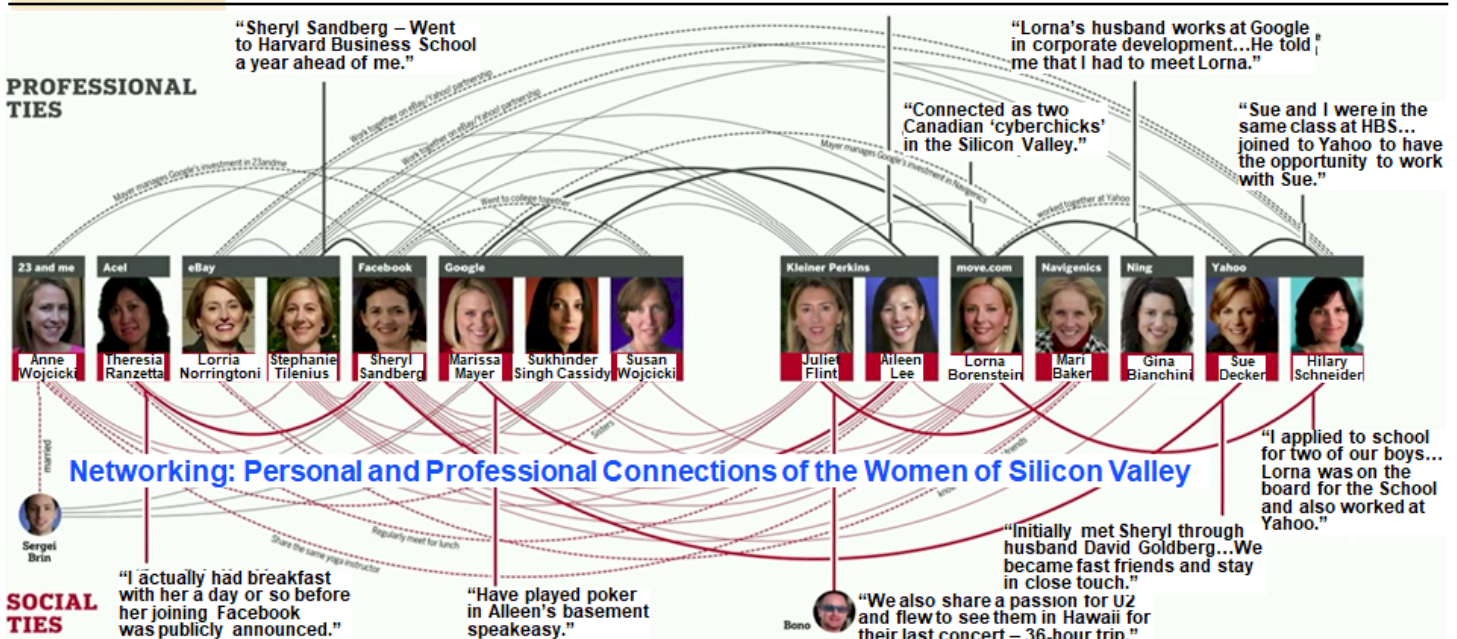 “Sheryl Sandberg – Went
to Harvard Business School
a year ahead of me.”
“Lorna’s husband works at Google
in corporate development…He told
me that I had to meet Lorna.”
PROFESSIONAL
TIES
“Connected as two
Canadian ‘cyberchicks’
in the Silicon Valley.”
“Sue and I were in the
same class at HBS…
joined to Yahoo to have
the opportunity to work
with Sue.”
Work together on eBay/Yahoo! partnership
Work together on eBay/Yahoo! partnership
Mayer manages Google's investment in 23andme
Mayer manages Google's investment in Navigenics
Went to college together
worked together at Yahoo
23 and me
Acel
eBay
Facebook
Google
Kleiner Perkins
move.com
Navigenics
Ning
Yahoo
Anne
Wojcicki
Theresia
Ranzetta
Lorria
Norringtoni
Stephanie
Tilenius
Sheryl
Sandberg
Marissa
Mayer
Sukhinder
Singh Cassidy
Susan
Wojcicki
Juliet
Flint
Aileen
Lee
Lorna
Borenstein
Mari
Baker
Gina
Bianchini
Sue
Decker
Hilary
Schneider
married
Sisters
friends
Networking: Personal and Professional Connections of the Women of Silicon Valley
“I applied to school
for two of our boys…
Lorna was on the
board for the School
and also worked at
Yahoo.”
Sergei
Brin
Regularly meet for lunch
Share the same yoga instructor
“Initially met Sheryl through
husband David Goldberg…We
became fast friends and stay
in close touch.”
SOCIAL
TIES
“I actually had breakfast
with her a day or so before
her joining Facebook
was publicly announced.”
“Have played poker
in Alleen’s basement
speakeasy.”
Bono
“We also share a passion for U2
and flew to see them in Hawaii for
their last concert – 36-hour trip.”